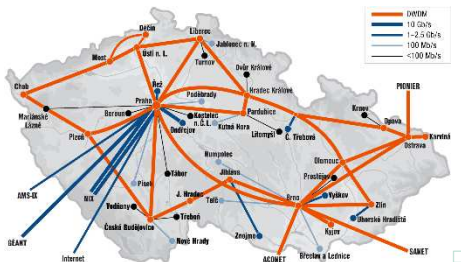 DWDM
10 Gb/s
1–2,5 Gb/s
100 Mb/s
<100 Mb/s
Děčín
Liberec
Jablonec n. N.
Most
Ústí n. L.
Turnov
Dvůr Králové
Cheb
Řež
Praha
Poděbrady
Hradec Králové
PIONIER
Mariánské
Lázně
Beroun
Kostelec
n.Č.L.
Pardubice
Krnov
Opava
Plzeň
Ondřejov
Kutná Hora
Litomyšl
Č. Třebová
Ostrava
Karviná
Humpolec
Olomouc
AMS-IX
NIX
Písek
Tábor
Jihlava
Prostějov
GÉANT
Vodňany
J. Hradec
Telč
Brno
Vyškov
Zlín
Třeboň
České Budějovice
Uherské Hradiště
Nové Hrady
Znojmo
Kyjov
Internet
Břeclav a Lednice
ACONET
SANET